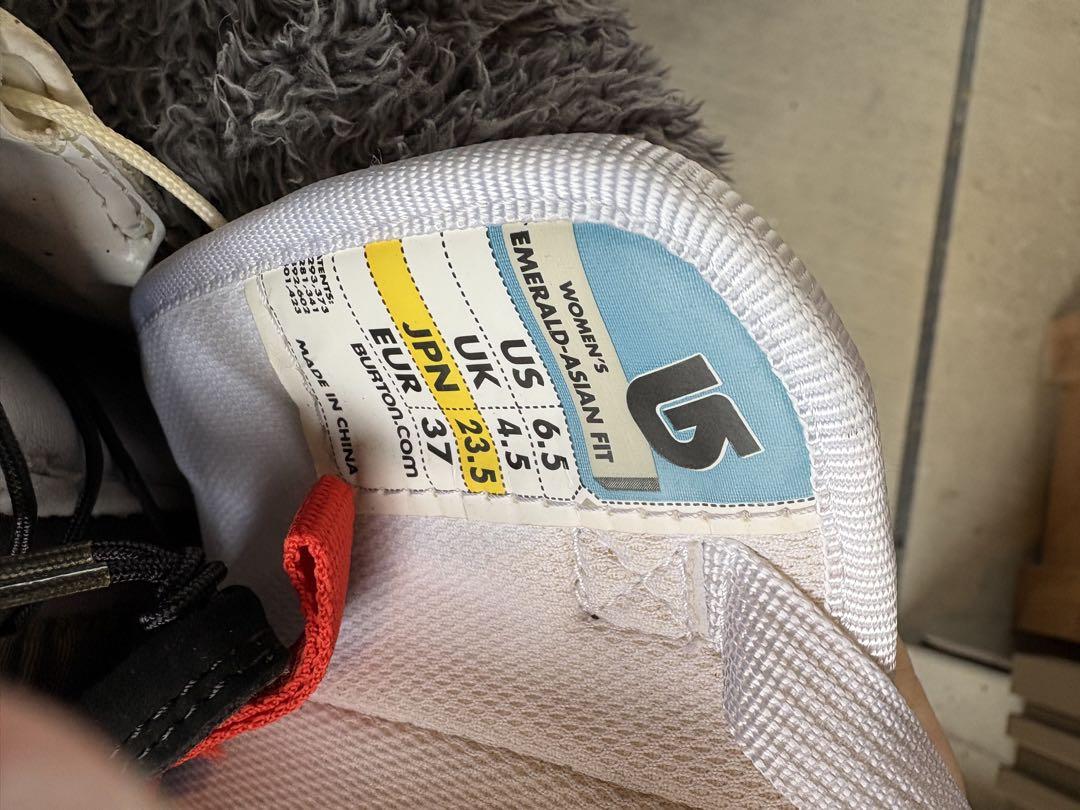 WOMEN'S
EMERALD-ASIAN FIT
US 6.5
UK 4.5
JPN 23.5
EUR 37
BURTON.COM
MADE IN CHINA